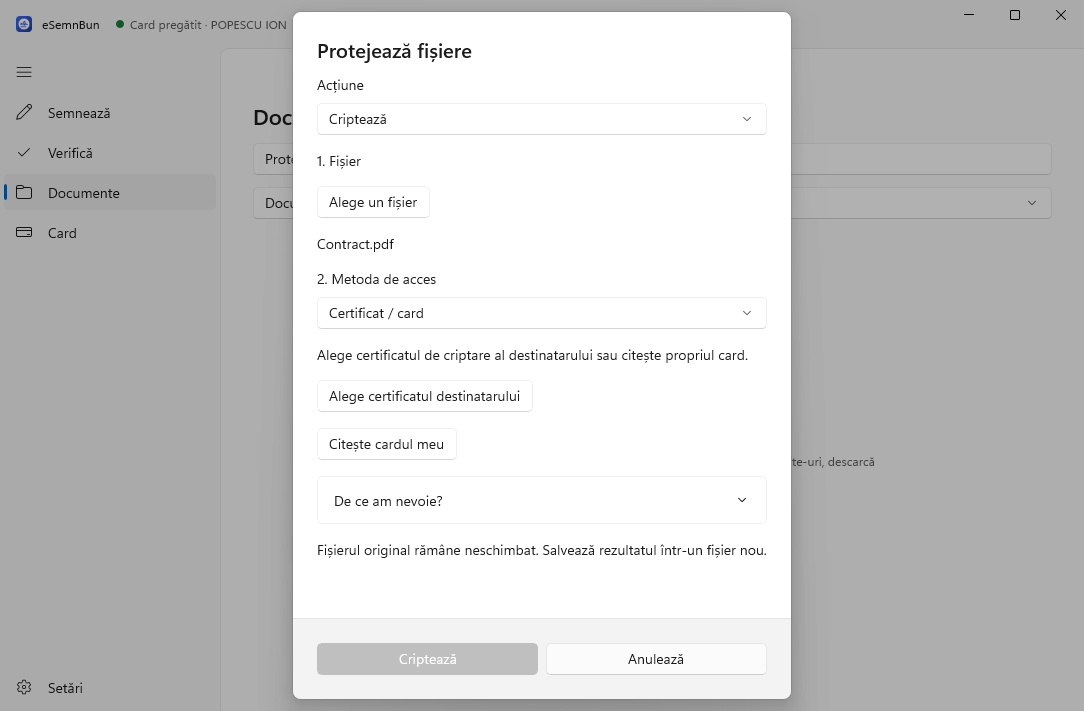 eSemnBun
Card pregătit · POPESCU ION
Semnează
Verifică
Documente
Card
Setări
Protejează fișiere
Acțiune
Criptează
1. Fișier
Alege un fișier
Contract.pdf
2. Metoda de acces
Certificat / card
Alege certificatul de criptare al destinatarului sau citește propriul card.
Alege certificatul destinatarului
Citește cardul meu
De ce am nevoie?
Fișierul original rămâne neschimbat. Salvează rezultatul într-un fișier nou.
Criptează
Anulează
te-uri, descarcă